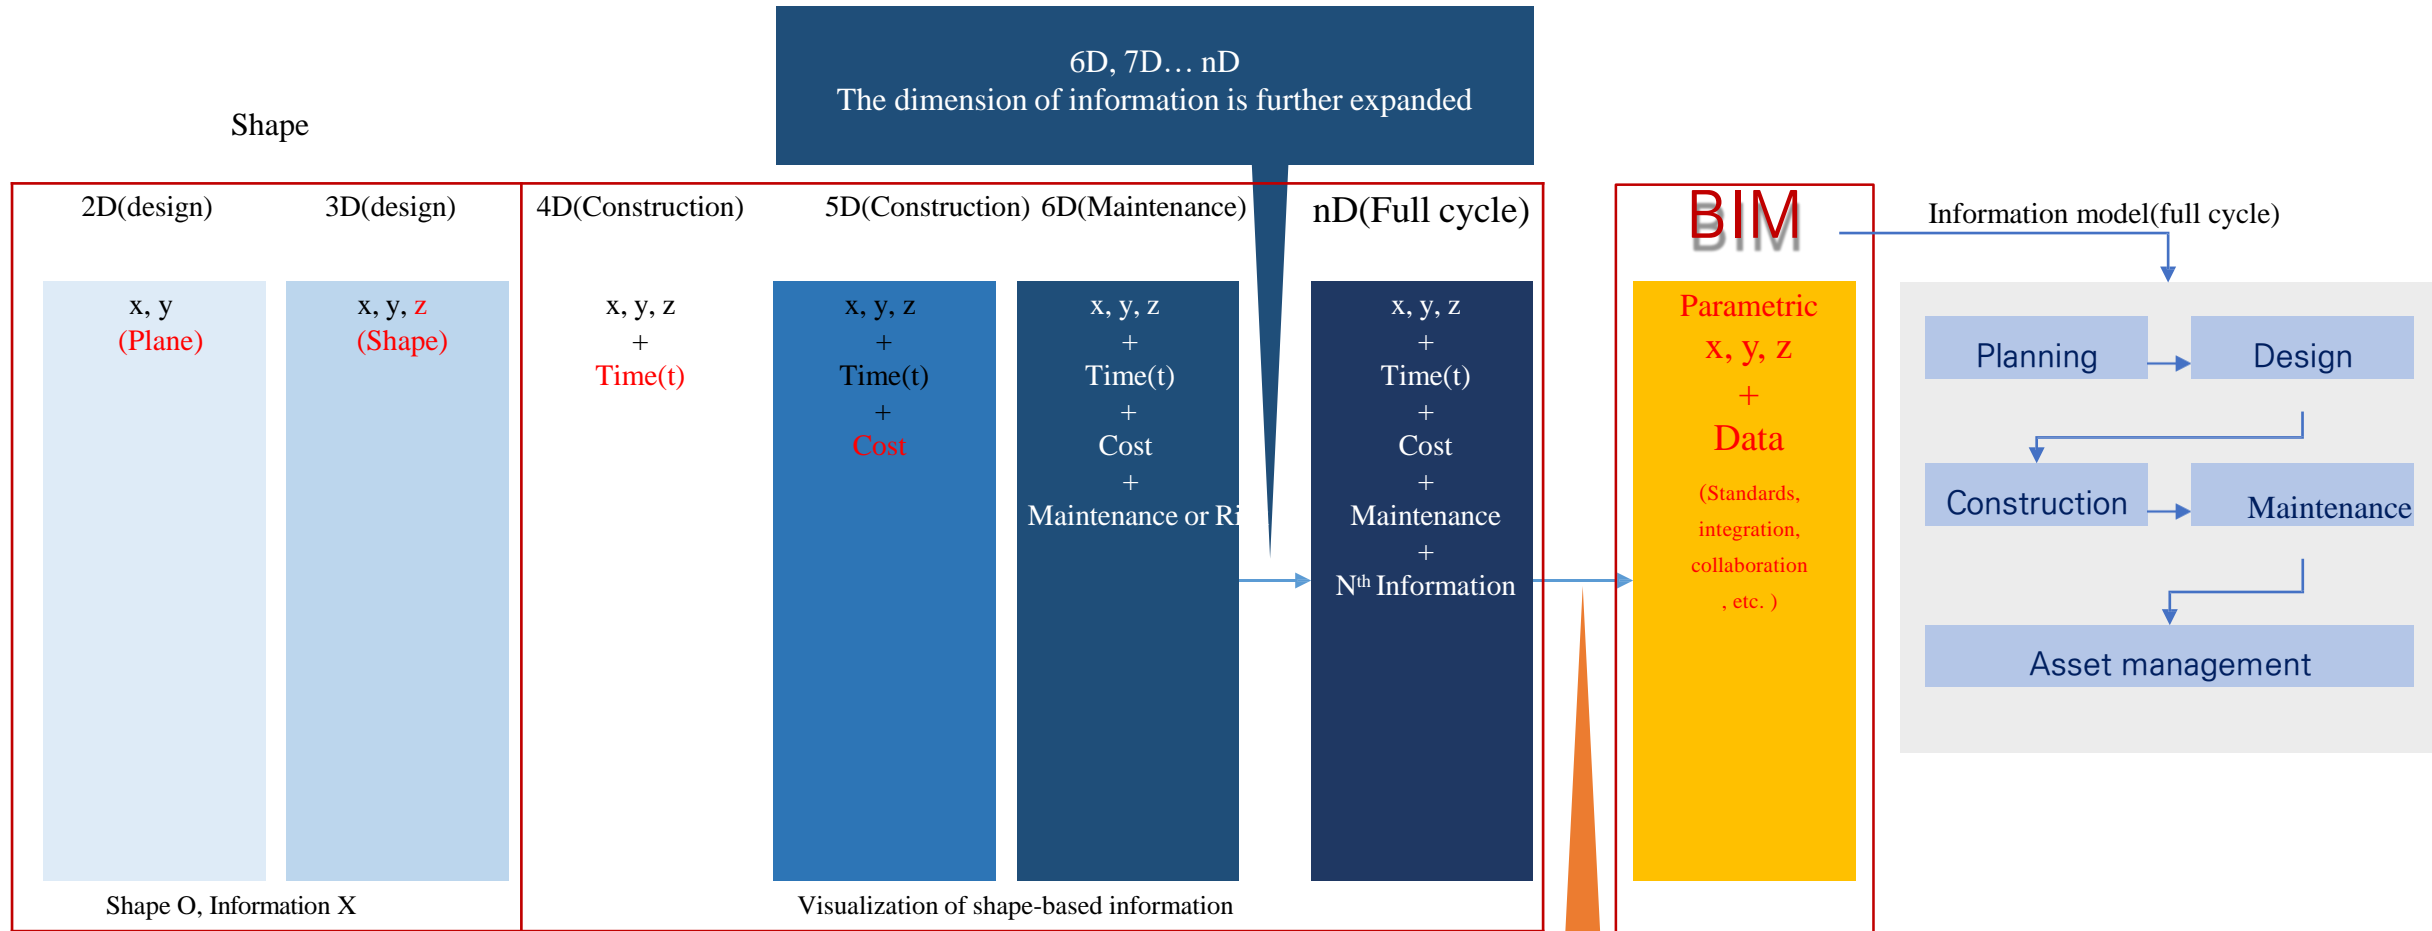 6D, 7D… nD
The dimension of information is further expanded
Shape
2D(design)
3D(design)
4D(Construction)
5D(Construction)
6D(Maintenance)
nD(Full cycle)
BIM
Information model(full cycle)
x, y
(Plane)
x, y, z
(Shape)
x, y, z
+
Time(t)
x, y, z
+
Time(t)
+
Cost
x, y, z
+
Time(t)
+
Cost
+
Maintenance or Ri
x, y, z
+
Time(t)
+
Cost
+
Maintenance
+
Nth Information
Parametric
x, y, z
+
Data
(Standards,
integration,
collaboration
, etc. )
Planning
Design
Construction
Maintenance
Asset management
Shape O, Information X
Visualization of shape-based information